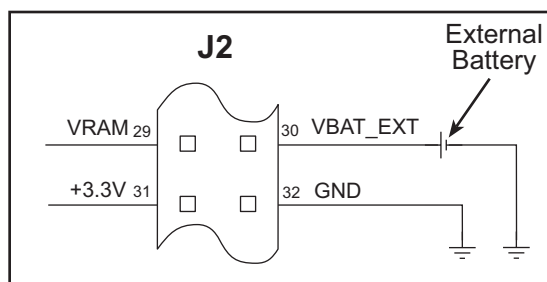 External
Battery
J2
VRAM 29
30 VBAT_EXT
+3.3V 31
32 GND